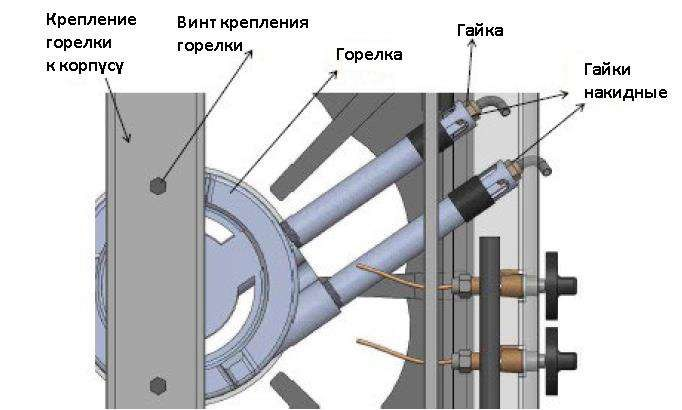 Крепление
горелки
к корпусу
Винт крепления
горелки
Горелка
Гайка
Гайки
накидные